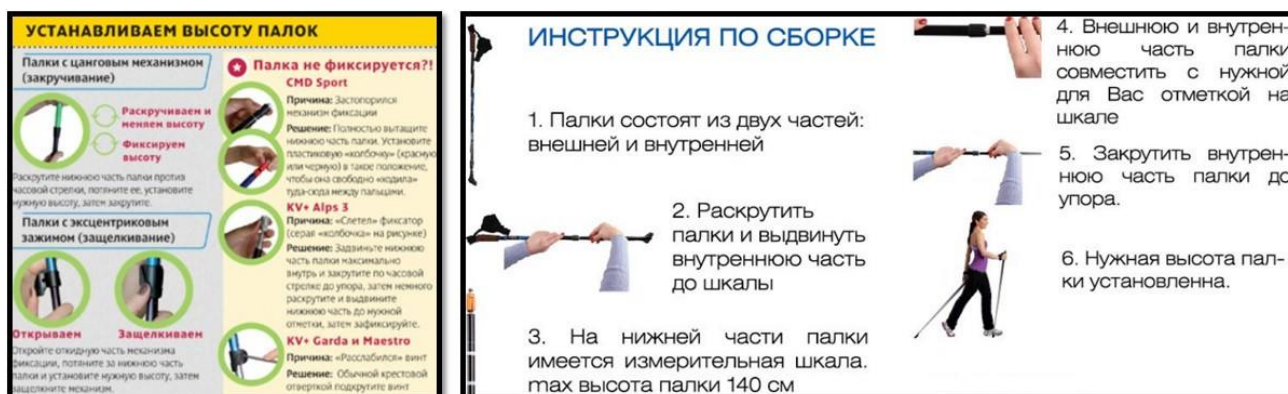 УСТАНАВЛИВАЕМ ВЫСОТУ ПАЛОК
Палки с цанговым механизмом
(закручивание)
Раскручиваем и
меняем высоту
Фиксируем
высоту
Раскрутите нижнюю часть палки против
часовой стрелки, потяните ее, установите
нужную высоту, затем закрутите.
Палки с эксцентриковым
зажимом (защелкивание)
Открываем
Защелкиваем
Откройте откидную часть механизма
фиксации, потяните за нижнюю часть
палки и установите нужную высоту, затем
защелкните механизм.
Палка не фиксируется?!
CMD Sport
Причина: Застопорился
механизм фиксации
Решение: Полностью вытащите
нижнюю часть палки. Установите
пластиковую «колбочку» (красную
или черную) в такое положение,
чтобы она свободно «ходила»
туда-сюда между пальцами.
KV+ Alps 3
Причина: «Слетел» фиксатор
(серая «колбочка» на рисунке)
Решение: Задвиньте нижнюю
часть палки максимально
внутрь и закрутите по часовой
стрелке до упора, затем немного
раскрутите и выдвините
нижнюю часть до нужной
отметки, затем зафиксируйте.
KV+ Garda и Maestro
Причина: «Расслабился» винт
Решение: Обычной крестовой
отверткой подкрутите винт
ИНСТРУКЦИЯ ПО СБОРКЕ
1. Палки состоят из двух частей:
внешней и внутренней
2. Раскрутить
палки и выдвинуть
внутреннюю часть
до шкалы
3. На нижней части палки
имеется измерительная шкала.
max высота палки 140 см
4. Внешнюю и внутрен-
нюю часть палки
совместить с нужной
для Вас отметкой на
шкале
5. Закрутить внутрен-
нюю часть палки до
упора.
6. Нужная высота пал-
ки установленна.